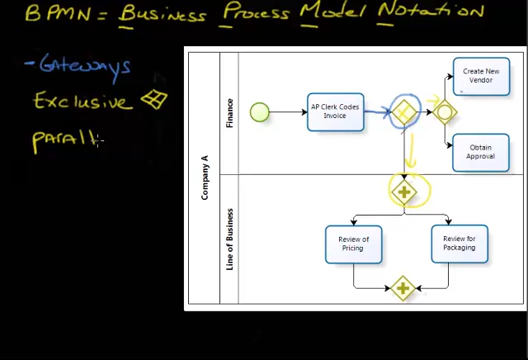 BPMN = Business Process Model Notation
- Gateways
Exclusive
Parall
Company A
Finance
AP Clerk Codes
Invoice
Create New
Vendor
Obtain
Approval
Line of Business
Review of
Pricing
Review for
Packaging